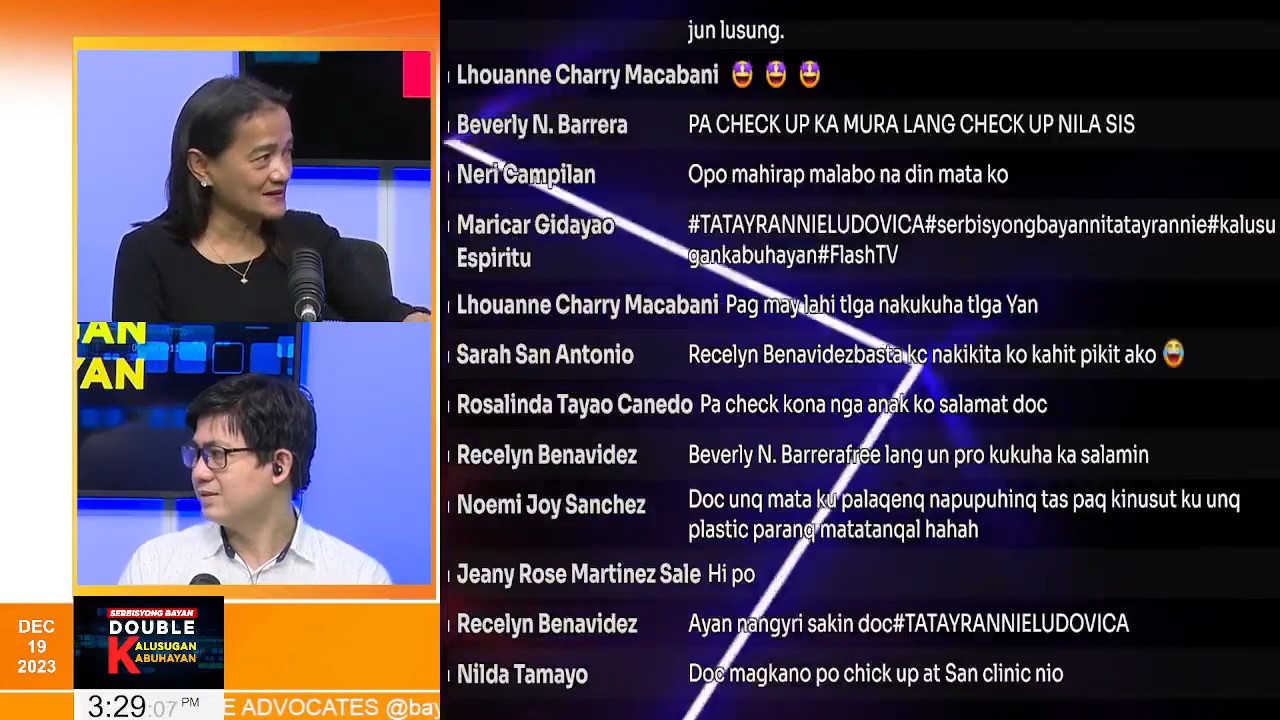 jun lusung.
Lhouanne Charry Macabani 🤩 🤩 🤩
Beverly N. Barrera PA CHECK UP KA MURA LANG CHECK UP NILA SIS
Neri Campilan Opo mahirap malabo na din mata ko
Maricar Gidayao Espiritu #TATAYRANNIELUDOVICA#serbisyongbayannitatayrannie#kalusu
gankabuhayan#FlashTV
Lhouanne Charry Macabani Pag may lahi tlga nakukuha tlga Yan
Sarah San Antonio Recelyn Benavidezbasta kc nakikita ko kahit pikit ako 😂
Rosalinda Tayao Canedo Pa check kona nga anak ko salamat doc
Recelyn Benavidez Beverly N. Barrerafree lang un pro kukuha ka salamin
Noemi Joy Sanchez Doc unq mata ku palaqenq napupuhinq tas paq kinusut ku unq
plastic paranq matatanqal hahah
Jeany Rose Martinez Sale Hi po
Recelyn Benavidez Ayan nangyri sakin doc#TATAYRANNIELUDOVICA
Nilda Tamayo Doc magkano po chick up at San clinic nio
GAN
YAN
DEC
19
2023
SERBISYONG BAYAN
DOUBLE
KALUSUGAN
KABUHAYAN
3:29:07 PM
E ADVOCATES @bay